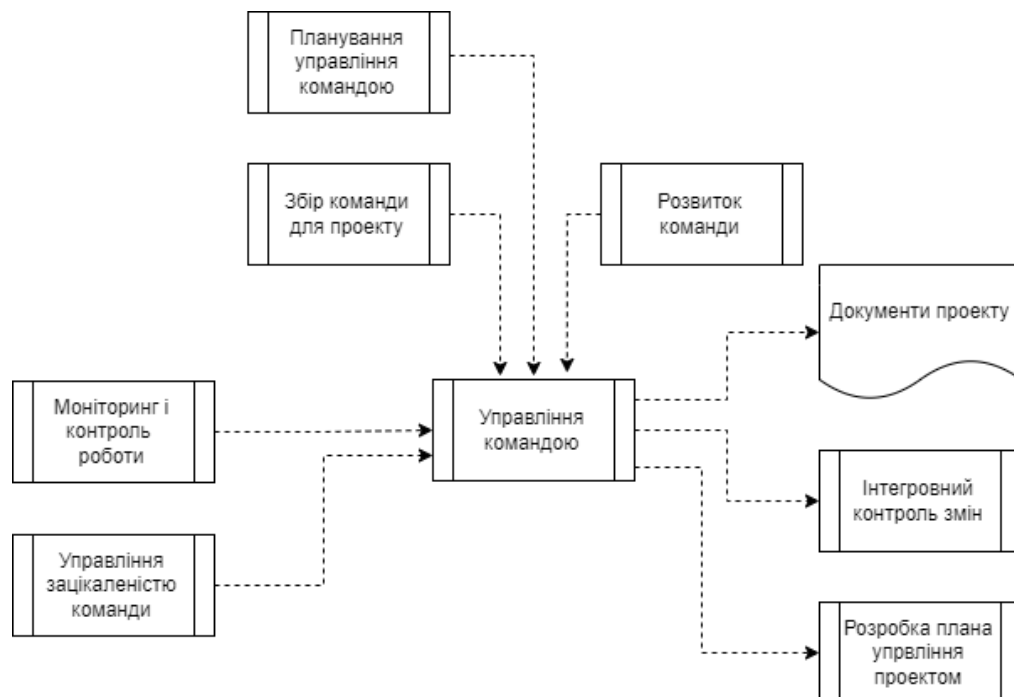 Планування
управління
командою
Збір команди
для проекту
Розвиток
команди
Документи проекту
Моніторинг і
контроль
роботи
Управління
командою
Інтегровний
контроль змін
Управління
зацікаленістю
команди
Розробка плана
упрвління
проектом